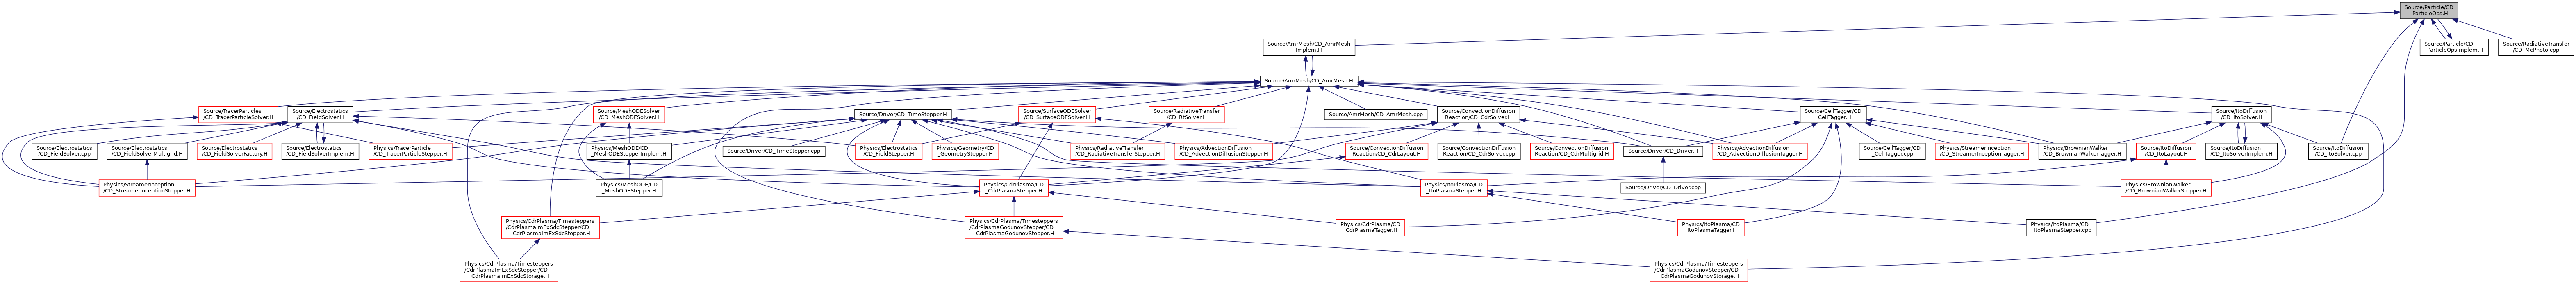 Source/Particle/CD
_ParticleOps.H
Source/AmrMesh/CD_AmrMesh
Implem.H
Source/Particle/CD
_ParticleOpsImplem.H
Source/RadiativeTransfer
/CD_McPhoto.cpp
Source/AmrMesh/CD_AmrMesh.H
Source/TracerParticles
/CD_TracerParticleSolver.H
Source/Electrostatics
/CD_FieldSolver.H
Source/MeshODESolver
/CD_MeshODESolver.H
Source/Driver/CD_TimeStepper.H
Source/SurfaceODESolver
/CD_SurfaceODESolver.H
Source/RadiativeTransfer
/CD_RtSolver.H
Source/AmrMesh/CD_AmrMesh.cpp
Source/ConvectionDiffusion
Reaction/CD_CdrSolver.H
Source/CellTagger/CD
_CellTagger.H
Source/ItoDiffusion
/CD_ItoSolver.H
Source/Electrostatics
/CD_FieldSolver.cpp
Source/Electrostatics
/CD_FieldSolverMultigrid.H
Source/Electrostatics
/CD_FieldSolverFactory.H
Source/Electrostatics
/CD_FieldSolverImplem.H
Physics/TracerParticle
/CD_TracerParticleStepper.H
Physics/MeshODE/CD
_MeshODEStepperImplem.H
Source/Driver/CD_TimeStepper.cpp
Physics/Electrostatics
/CD_FieldStepper.H
Physics/Geometry/CD
_GeometryStepper.H
Physics/RadiativeTransfer
/CD_RadiativeTransferStepper.H
Physics/AdvectionDiffusion
/CD_AdvectionDiffusionStepper.H
Source/ConvectionDiffusion
Reaction/CD_CdrLayout.H
Source/ConvectionDiffusion
Reaction/CD_CdrSolver.cpp
Source/ConvectionDiffusion
Reaction/CD_CdrMultigrid.H
Source/Driver/CD_Driver.H
Physics/AdvectionDiffusion
/CD_AdvectionDiffusionTagger.H
Source/CellTagger/CD
_CellTagger.cpp
Physics/StreamerInception
/CD_StreamerInceptionTagger.H
Physics/BrownianWalker
/CD_BrownianWalkerTagger.H
Source/ItoDiffusion
/CD_ItoLayout.H
Source/ItoDiffusion
/CD_ItoSolverImplem.H
Source/ItoDiffusion
/CD_ItoSolver.cpp
Physics/StreamerInception
/CD_StreamerInceptionStepper.H
Physics/MeshODE/CD
_MeshODEStepper.H
Physics/CdrPlasma/CD
_CdrPlasmaStepper.H
Physics/ItoPlasma/CD
_ItoPlasmaStepper.H
Source/Driver/CD_Driver.cpp
Physics/BrownianWalker
/CD_BrownianWalkerStepper.H
Physics/CdrPlasma/Timesteppers
/CdrPlasmaImExSdcStepper/CD
_CdrPlasmaImExSdcStepper.H
Physics/CdrPlasma/Timesteppers
/CdrPlasmaGodunovStepper/CD
_CdrPlasmaGodunovStepper.H
Physics/CdrPlasma/CD
_CdrPlasmaTagger.H
Physics/ItoPlasma/CD
_ItoPlasmaTagger.H
Physics/ItoPlasma/CD
_ItoPlasmaStepper.cpp
Physics/CdrPlasma/Timesteppers
/CdrPlasmaImExSdcStepper/CD
_CdrPlasmaImExSdcStorage.H
Physics/CdrPlasma/Timesteppers
/CdrPlasmaGodunovStepper/CD
_CdrPlasmaGodunovStorage.H